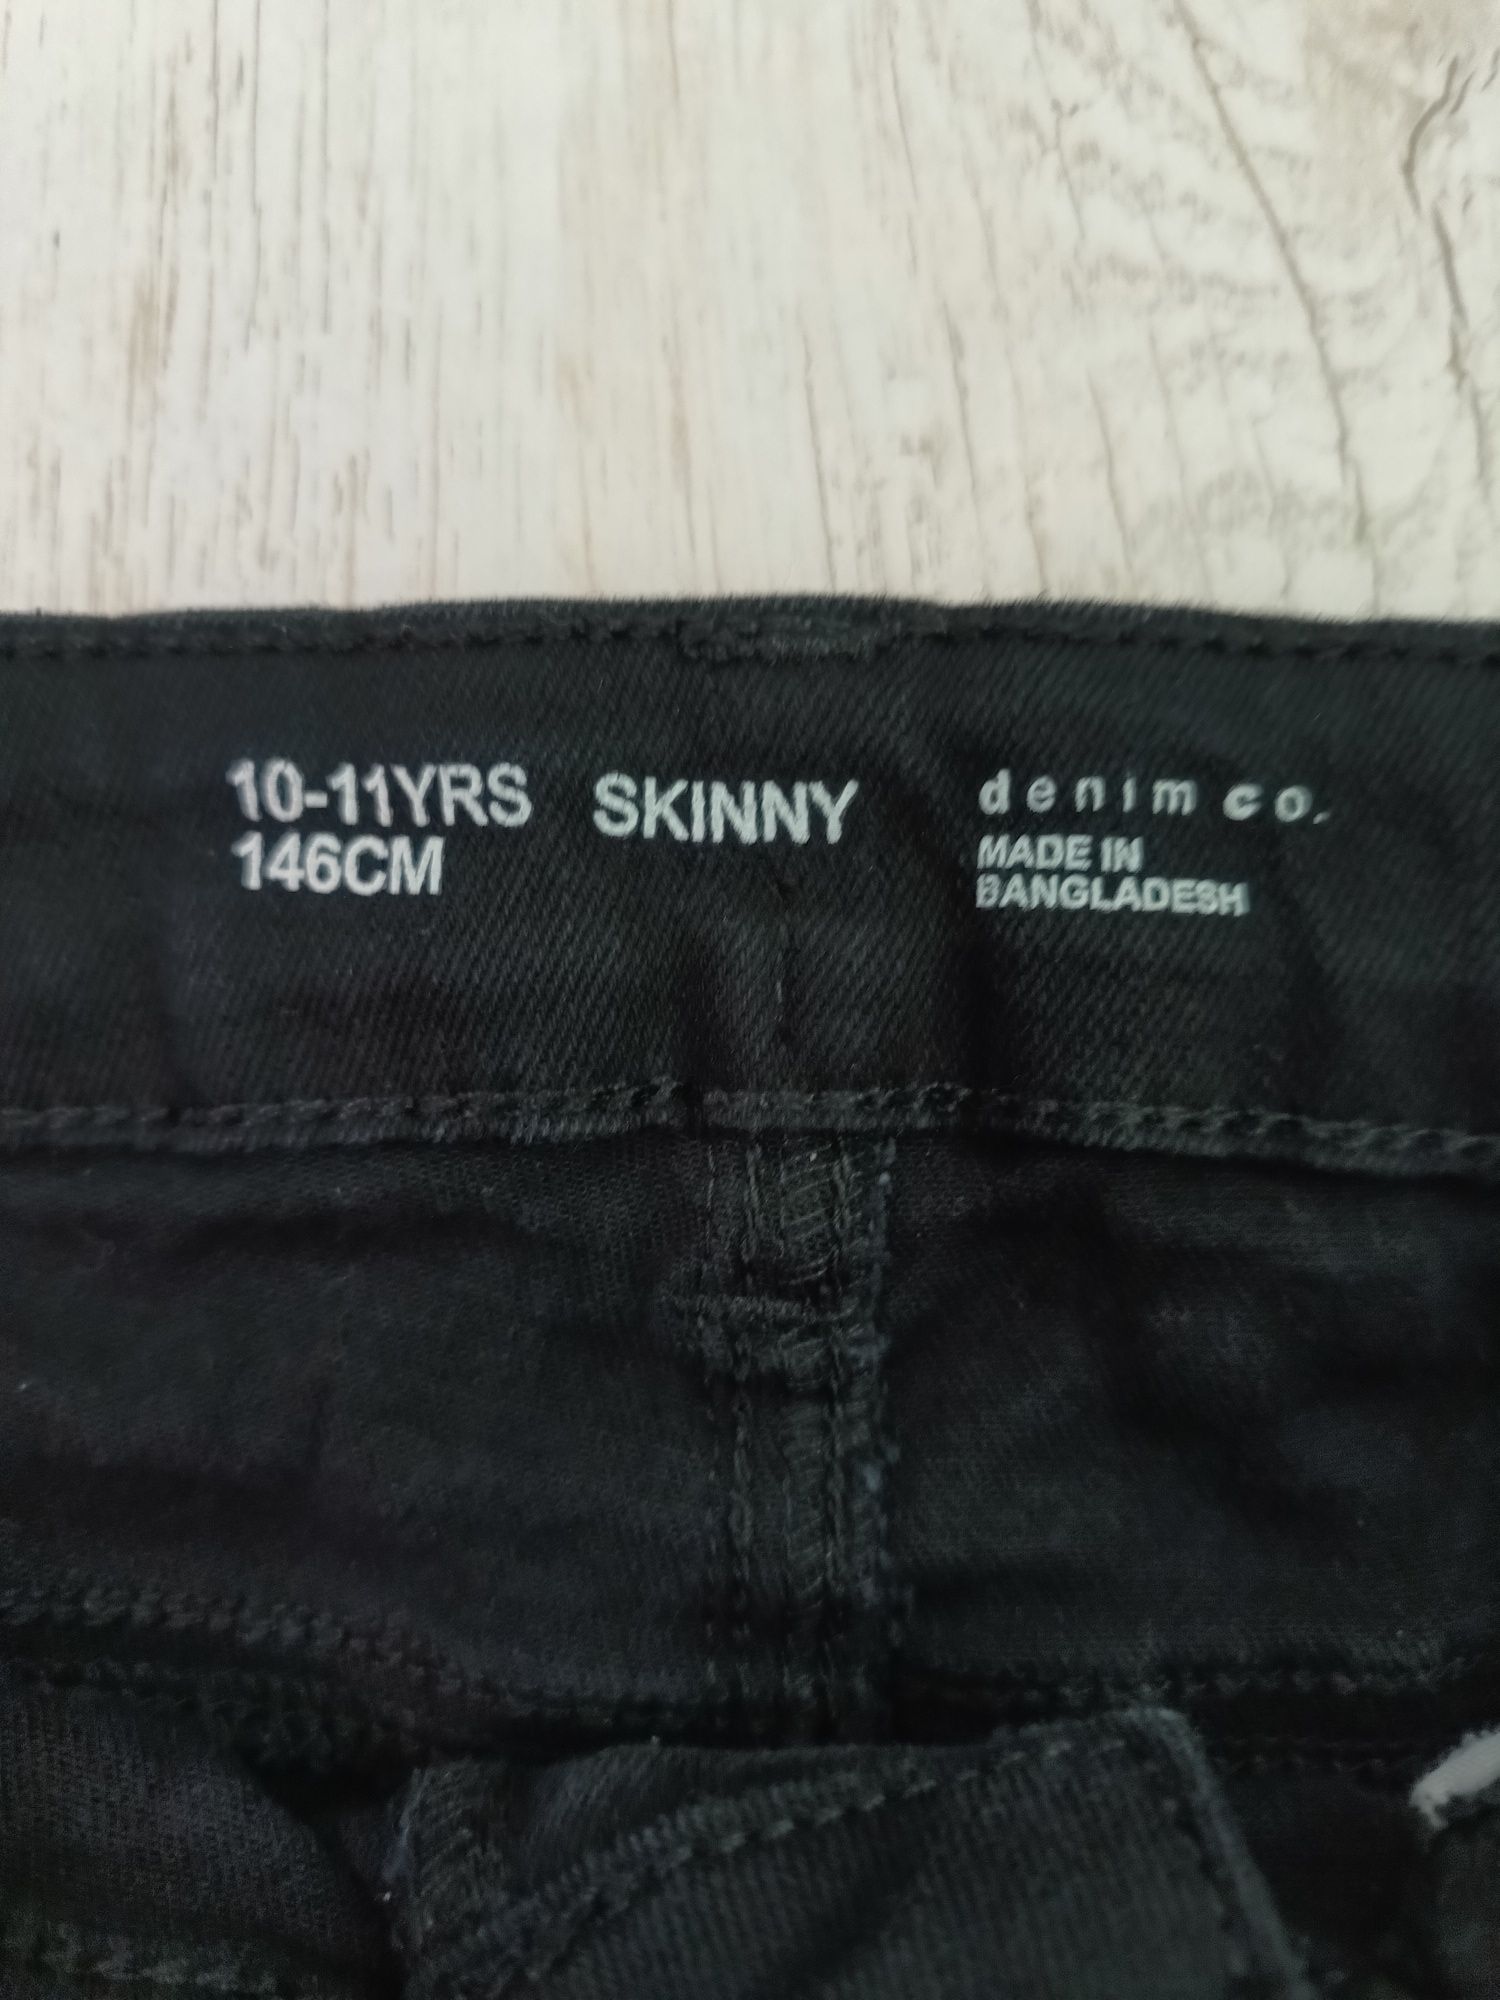 10-11YRS
146CM
SKINNY
denim co.
MADE IN
BANGLADESH